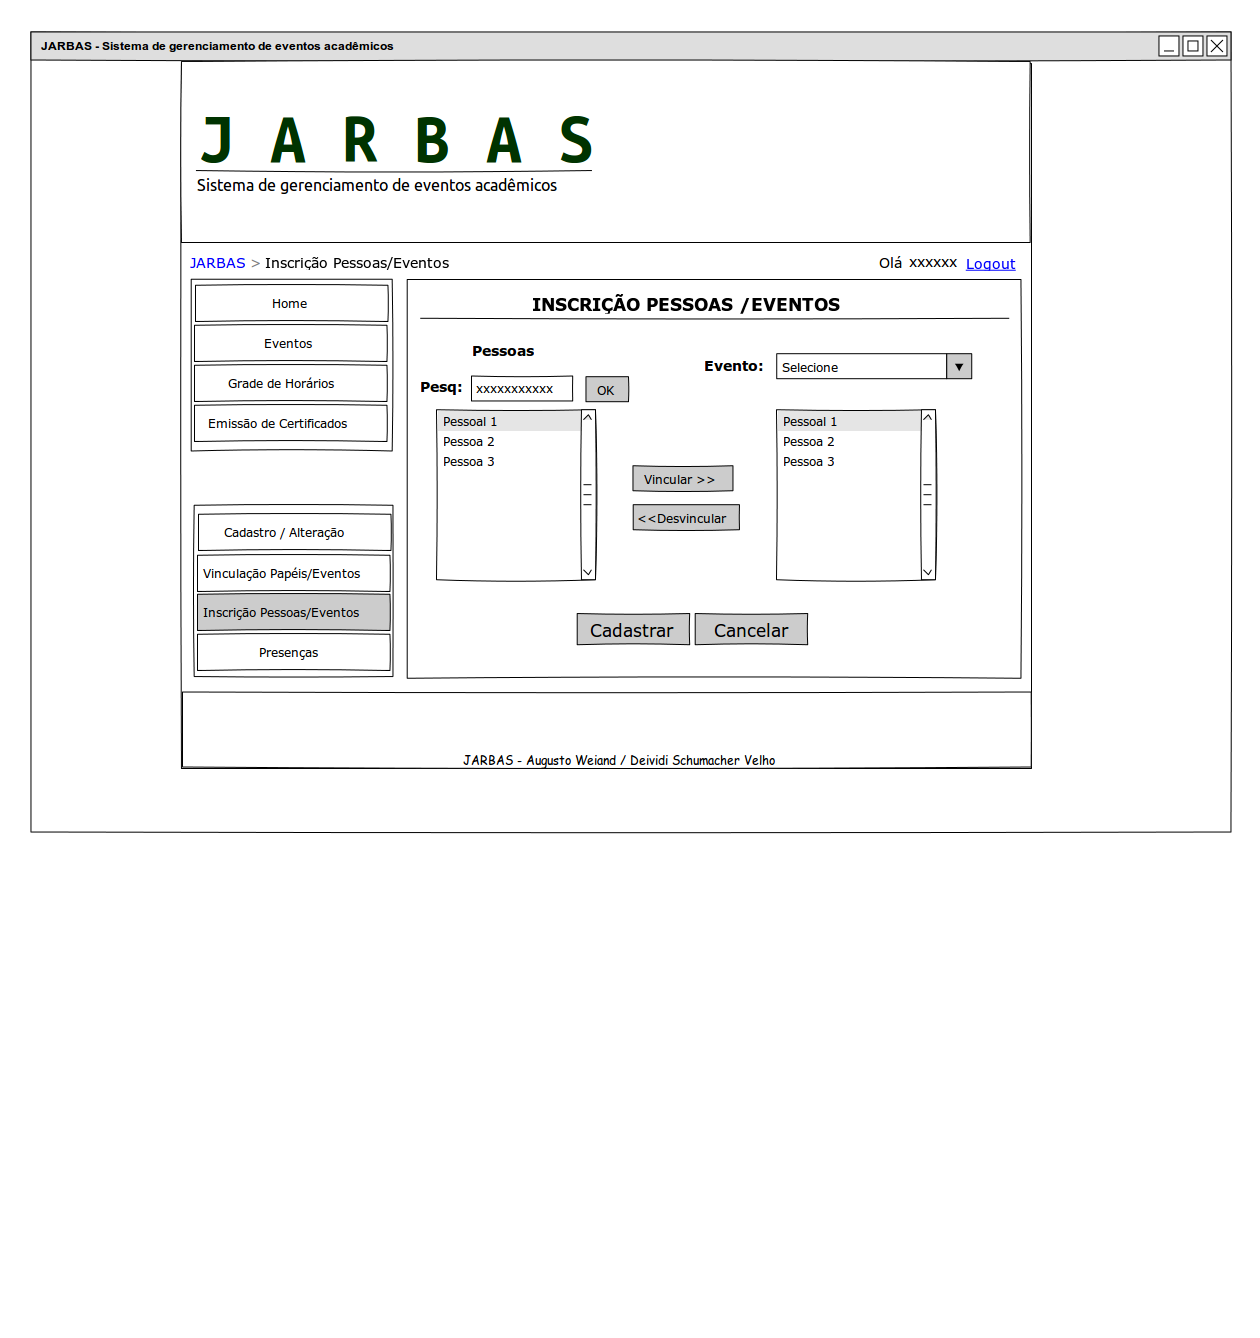 JARBAS - Sistema de gerenciamento de eventos acadêmicos
J A R B A S
Sistema de gerenciamento de eventos acadêmicos
JARBAS > Inscrição Pessoas/Eventos
Olá xxxxxx Logout
Home
Eventos
Grade de Horários
Emissão de Certificados
Cadastro / Alteração
Vinculação Papéis/Eventos
Inscrição Pessoas/Eventos
Presenças
INSCRIÇÃO PESSOAS /EVENTOS
Pessoas
Pesq: xxxxxxxxxxx OK
Evento: Selecione
Pessoal 1
Pessoa 2
Pessoa 3
Vincular >>
<<Desvincular
Pessoal 1
Pessoa 2
Pessoa 3
Cadastrar Cancelar
JARBAS - Augusto Weiand / Deividi Schumacher Velho